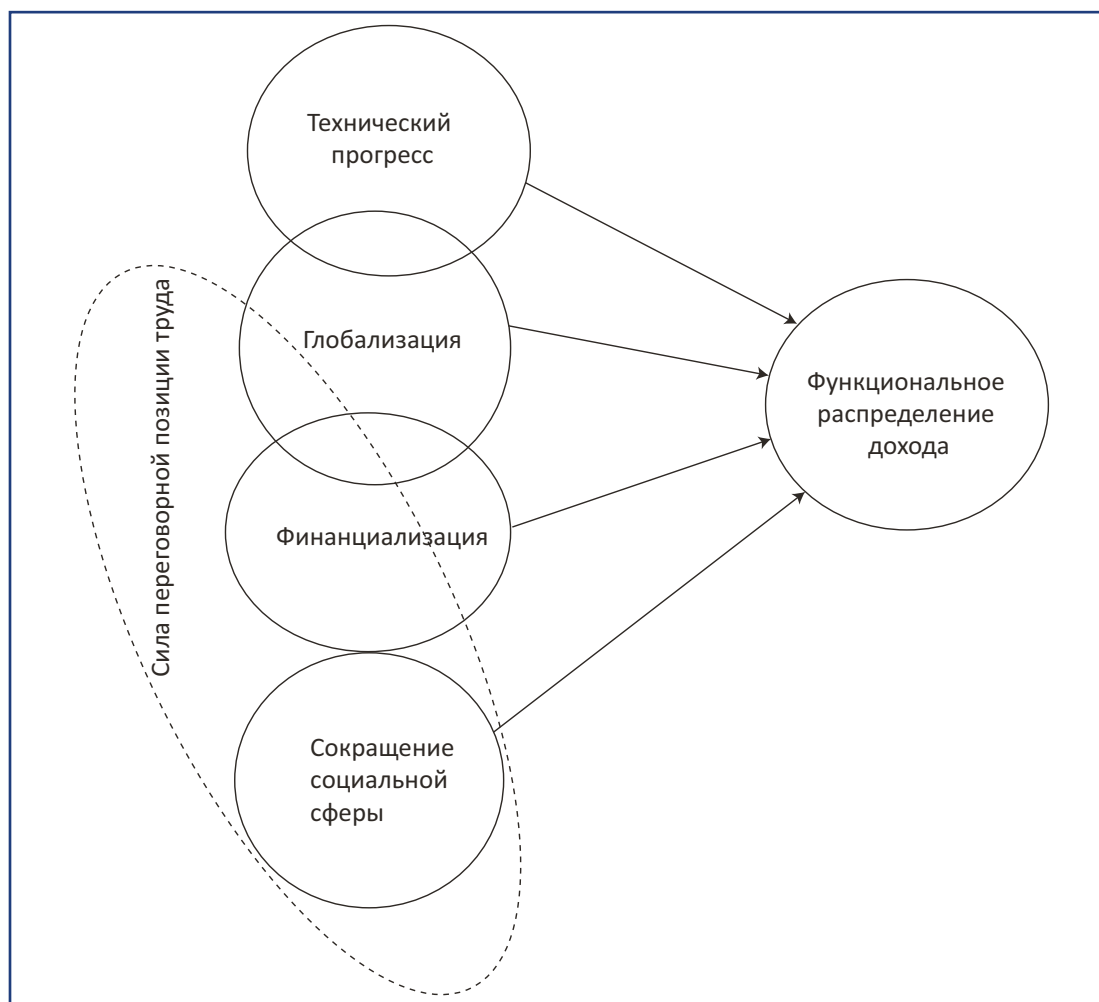 Технический
прогресс
Глобализация
Финанциализация
Сокращение
социальной
сферы
Сила переговорной позиции труда
Функциональное
распределение
дохода